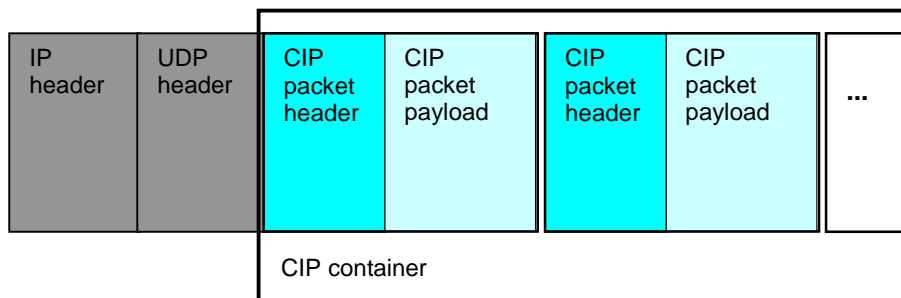 IP
header
UDP
header
CIP
packet
header
CIP
packet
payload
CIP
packet
header
CIP
packet
payload
...
CIP container